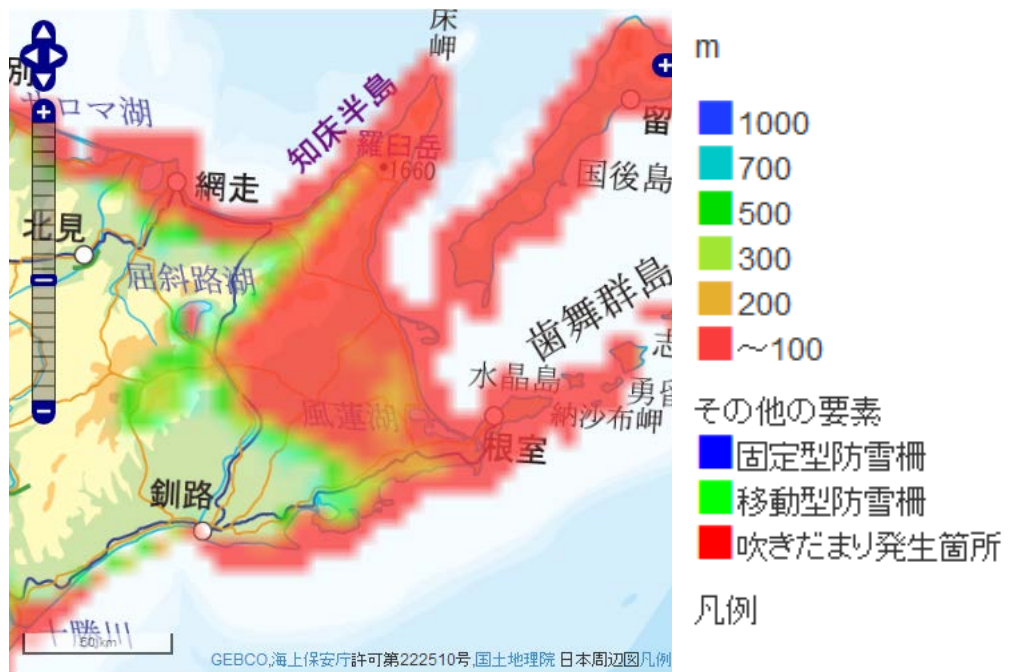 床
岬
別
サロマ湖
知床半島
羅臼岳
•1660
留
網走
国後島
北見
屈斜路湖
歯舞群島
志
水晶島
勇留
風蓮湖
納沙布岬
根室
釧路
十勝川
50km
GEBCO,海上保安庁許可第222510号,国土地理院 日本周辺図凡例
m
1000
700
500
300
200
～100
その他の要素
固定型防雪柵
移動型防雪柵
吹きだまり発生箇所
凡例